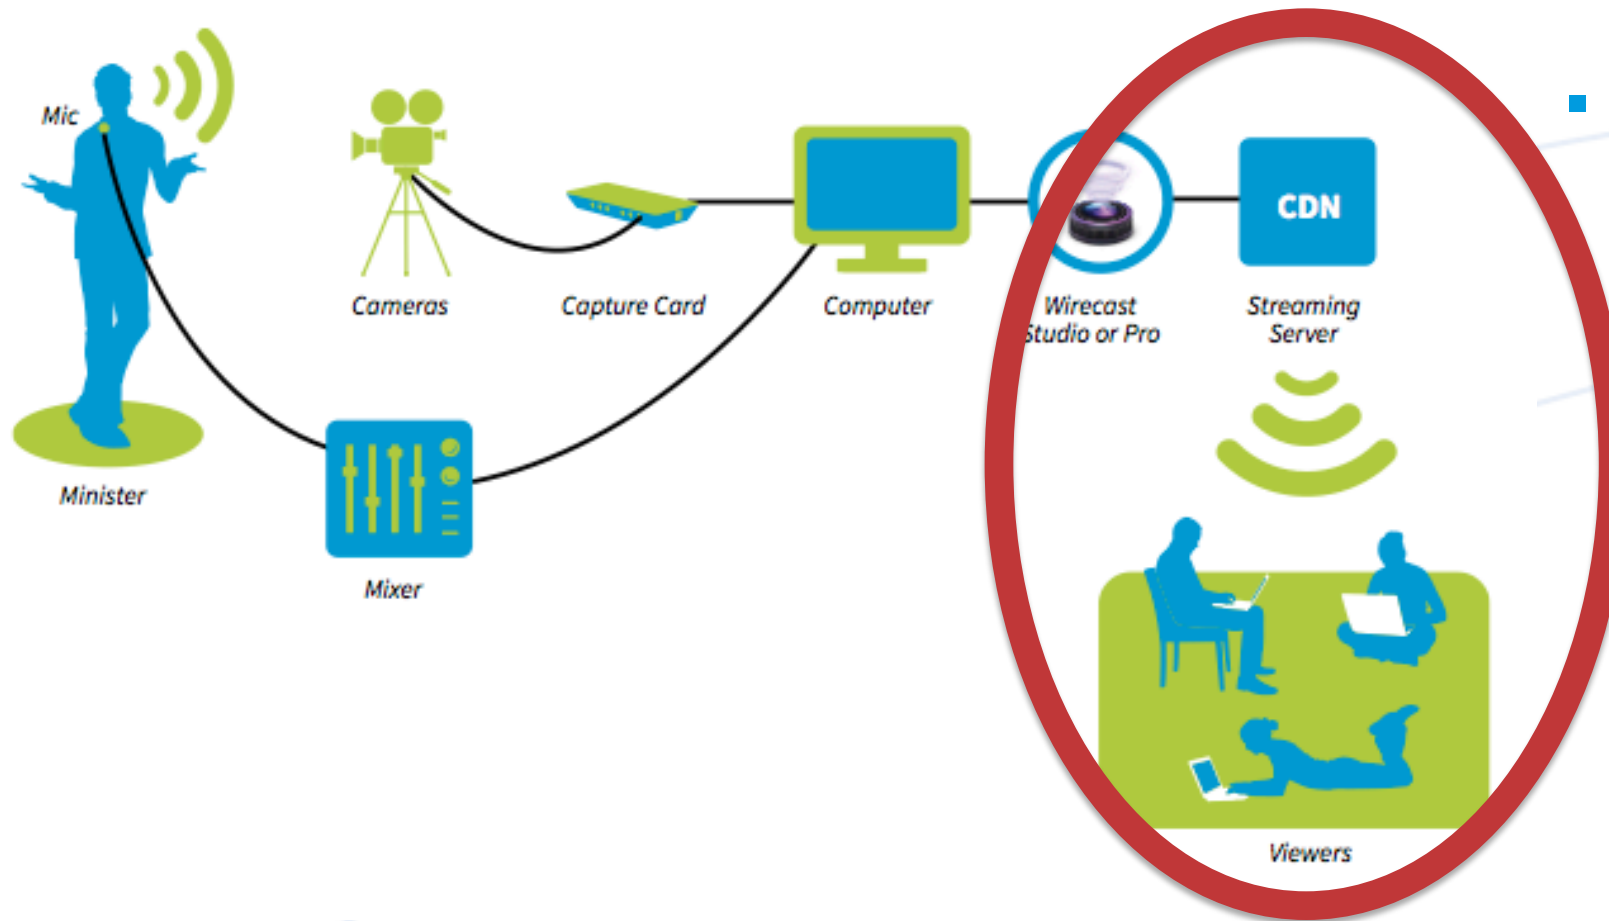 Mic
CDN
Cameras
Capture Card
Computer
Wirecast
Studio or Pro
Streaming
Server
Minister
Mixer
Viewers